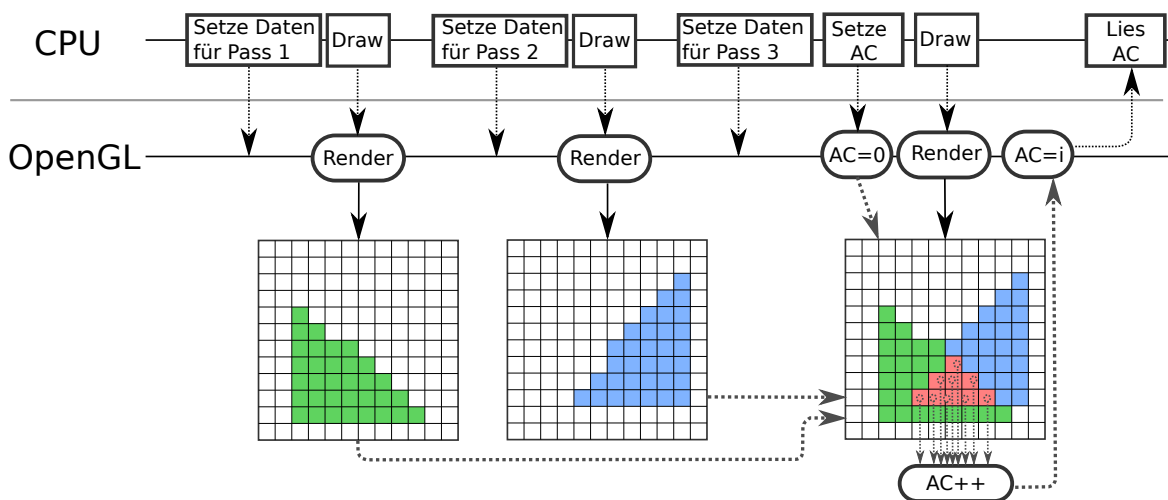 CPU
Setze Daten
für Pass 1
Draw
Setze Daten
für Pass 2
Draw
Setze Daten
für Pass 3
Setze
AC
Draw
Lies
AC
OpenGL
Render
Render
AC=0
Render
AC=i
AC++